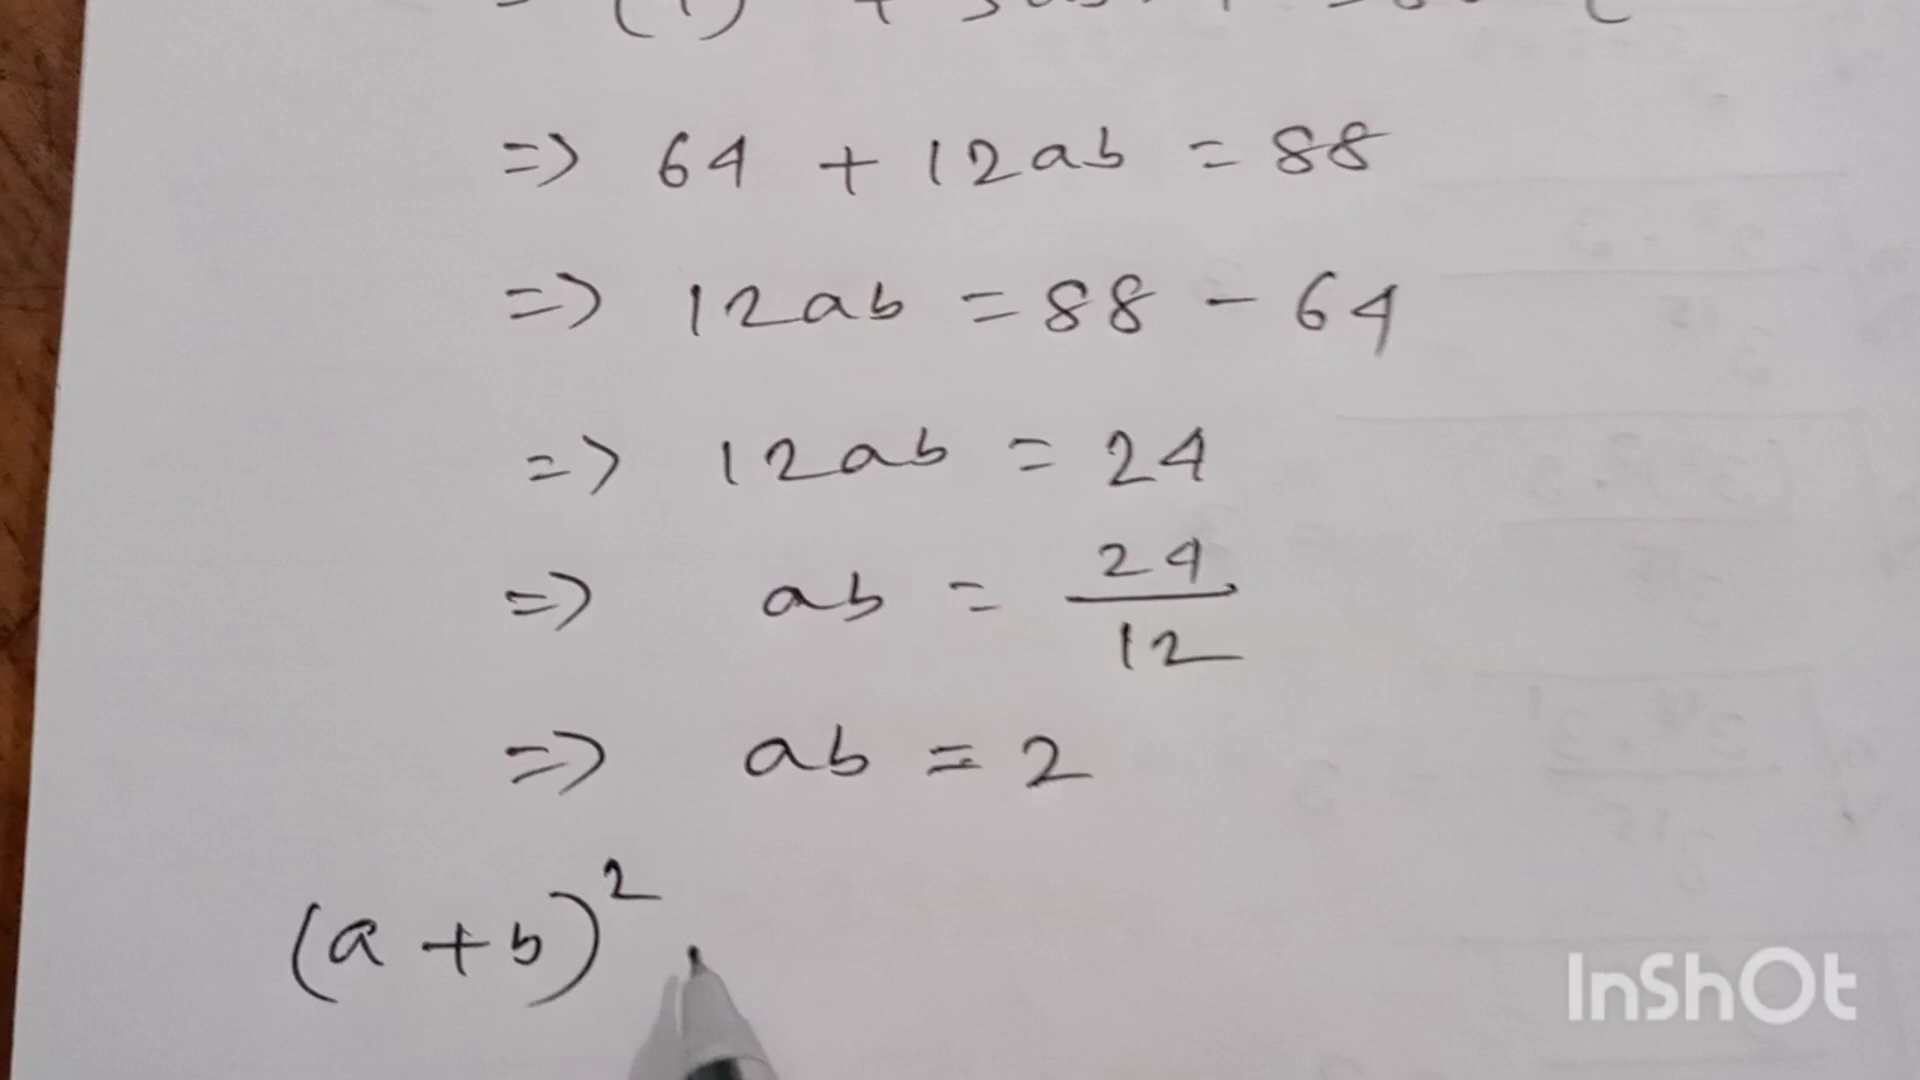 => 64 + 12ab = 88
=> 12ab = 88 - 64
=> 12ab = 24
=> ab = 24/12
=> ab = 2
(a + b)²
InShOt